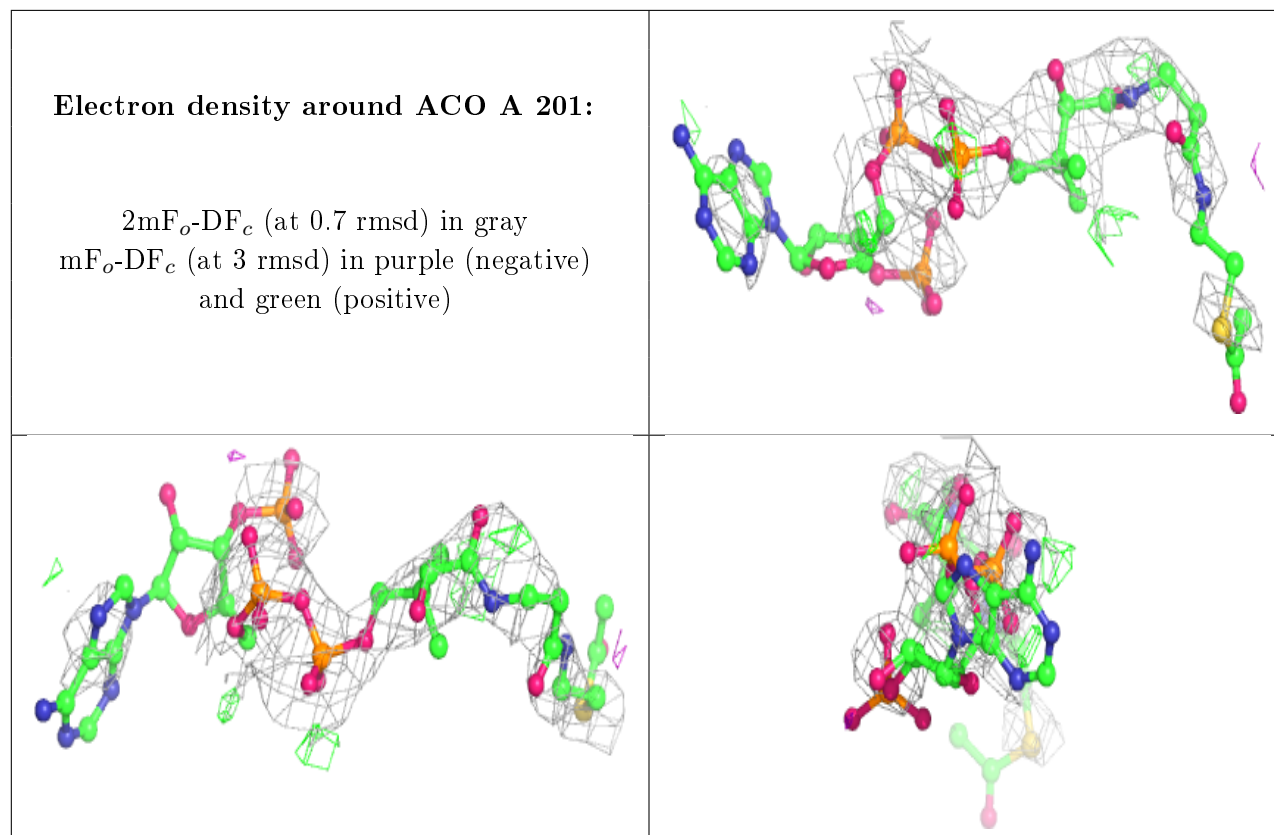 Electron density around ACO A 201:
2mFₒ-DF𝒸 (at 0.7 rmsd) in gray
mFₒ-DF𝒸 (at 3 rmsd) in purple (negative)
and green (positive)